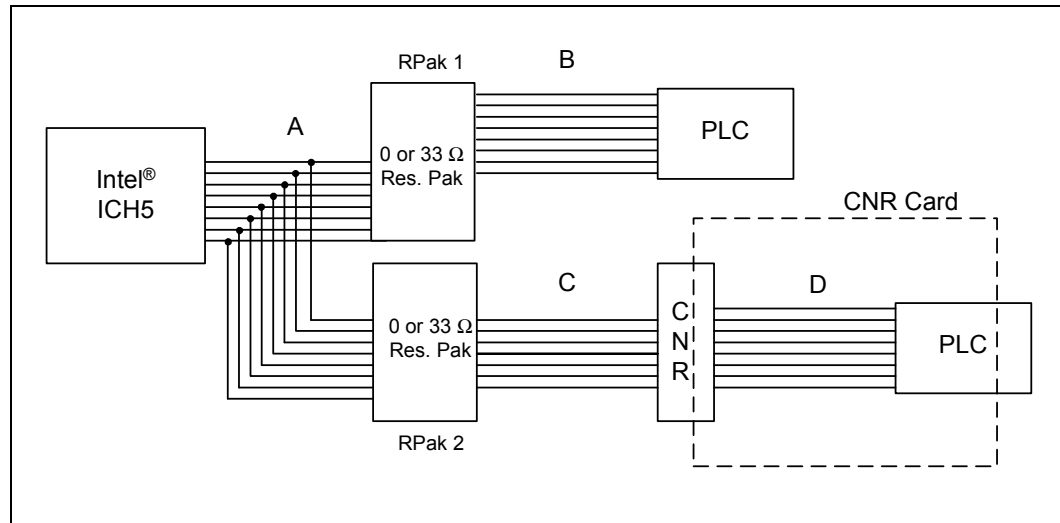 RPak 1
B
A
Intel®
ICH5
0 or 33 Ω
Res. Pak
PLC
CNR Card
C
D
0 or 33 Ω
Res. Pak
C
N
R
PLC
RPak 2